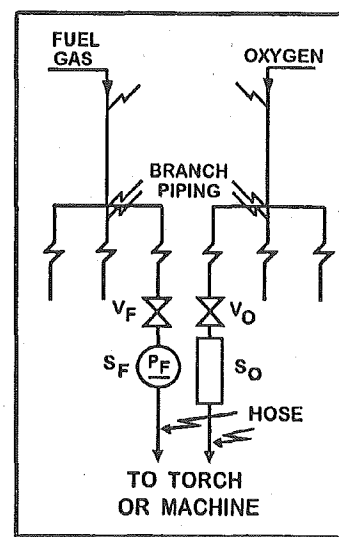 FUEL
GAS
OXYGEN
BRANCH
PIPING
VF
VO
SF
PF
SO
HOSE
TO TORCH
OR MACHINE